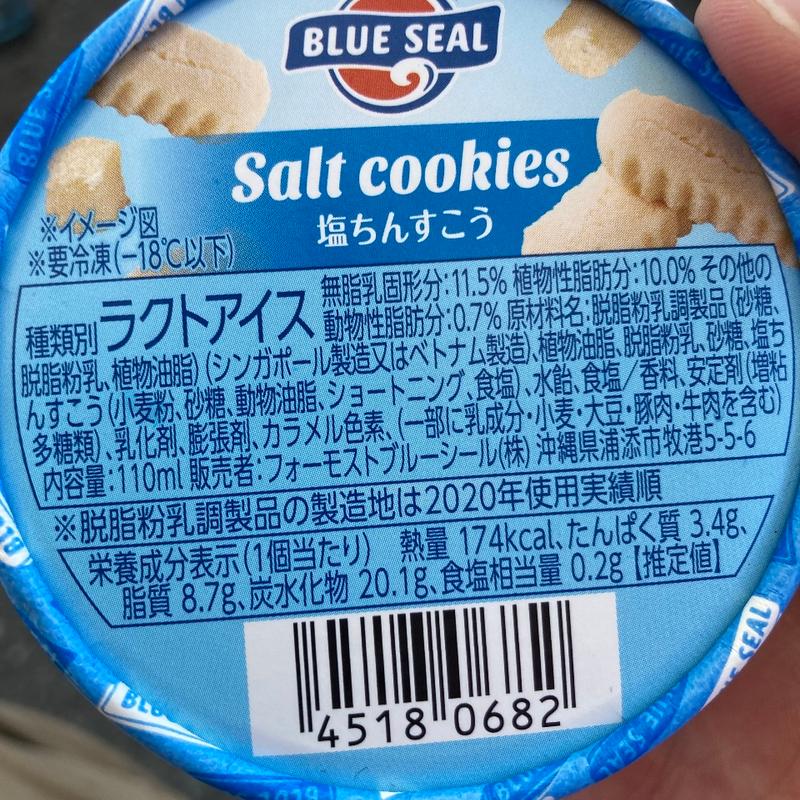 BLUE SEAL
Salt cookies
塩ちんすこう
※イメージ図
※要冷凍(−18℃以下)
種類別 ラクトアイス 無脂乳固形分:11.5% 植物性脂肪分:10.0% その他の
動物性脂肪分:0.7% 原材料名:脱脂粉乳調製品(砂糖、
脱脂粉乳、植物油脂)(シンガポール製造又はベトナム製造)、植物油脂、脱脂粉乳、砂糖、塩ち
んすこう(小麦粉、砂糖、動物油脂、ショートニング、食塩)、水飴、食塩/香料、安定剤(増粘
多糖類)、乳化剤、膨張剤、カラメル色素、(一部に乳成分・小麦・大豆・豚肉・牛肉を含む)
内容量:110ml 販売者:フォーモストブルーシール(株) 沖縄県浦添市牧港5-5-6
※脱脂粉乳調製品の製造地は2020年使用実績順
栄養成分表示(1個当たり) 熱量 174kcal、たんぱく質 3.4g、
脂質 8.7g、炭水化物 20.1g、食塩相当量 0.2g【推定値】
4518 0682